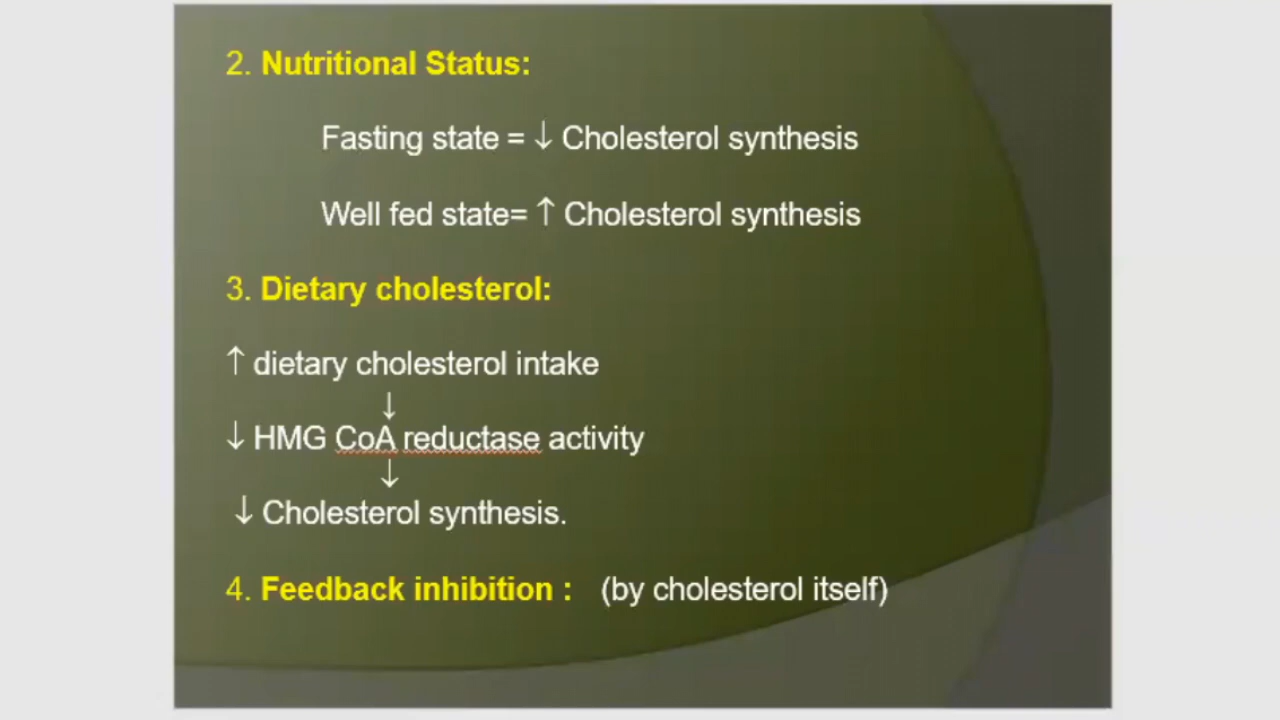 2. Nutritional Status:
Fasting state = ↓ Cholesterol synthesis
Well fed state= ↑ Cholesterol synthesis
3. Dietary cholesterol:
↑ dietary cholesterol intake
↓
↓ HMG CoA reductase activity
↓
↓ Cholesterol synthesis.
4. Feedback inhibition : (by cholesterol itself)